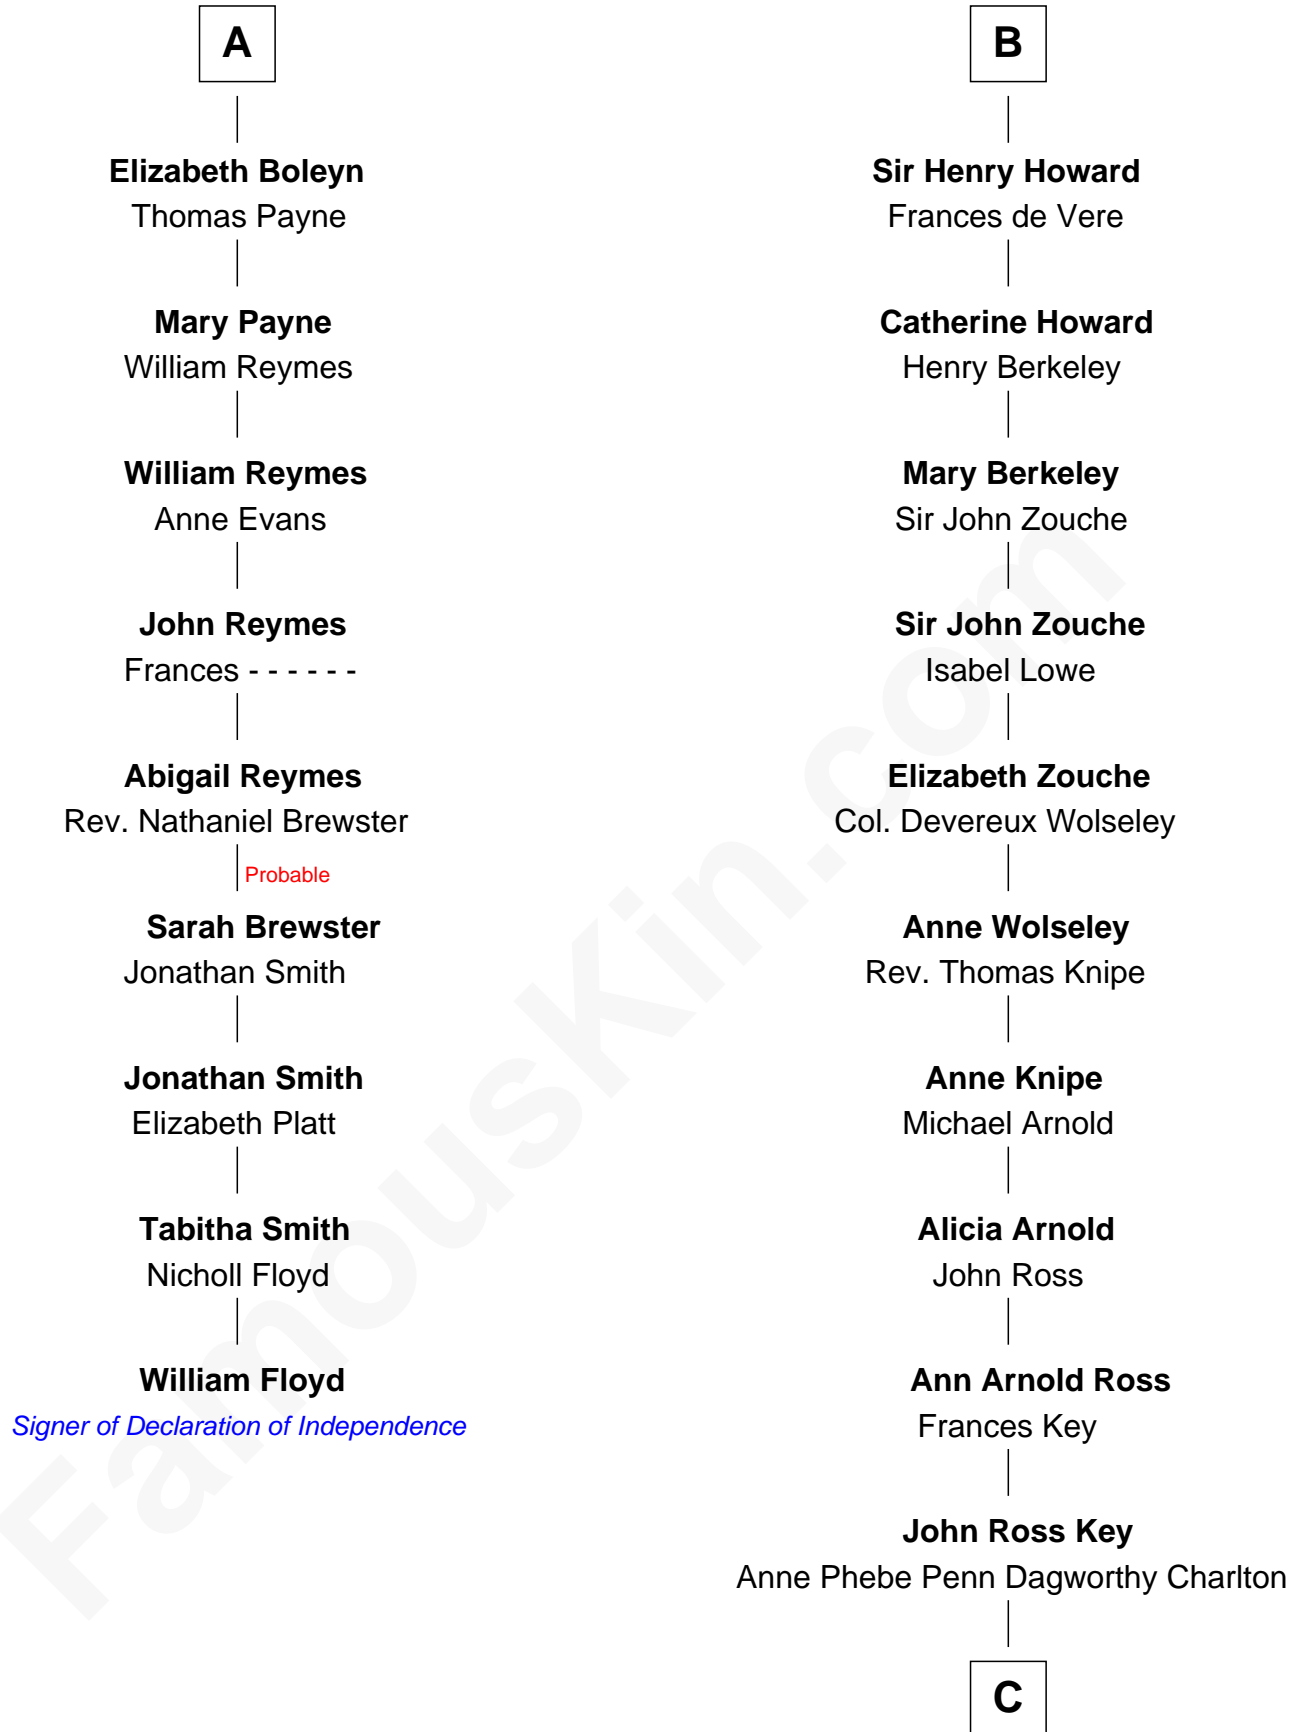 A
Elizabeth Boleyn
Thomas Payne
Mary Payne
William Reymes
William Reymes
Anne Evans
John Reymes
Frances - - - - - -
Abigail Reymes
Rev. Nathaniel Brewster
Probable
Sarah Brewster
Jonathan Smith
Jonathan Smith
Elizabeth Platt
Tabitha Smith
Nicholl Floyd
William Floyd
Signer of Declaration of Independence
B
Sir Henry Howard
Frances de Vere
Catherine Howard
Henry Berkeley
Mary Berkeley
Sir John Zouche
Sir John Zouche
Isabel Lowe
Elizabeth Zouche
Col. Devereux Wolseley
Anne Wolseley
Rev. Thomas Knipe
Anne Knipe
Michael Arnold
Alicia Arnold
John Ross
Ann Arnold Ross
Frances Key
John Ross Key
Anne Phebe Penn Dagworthy Charlton
C
FamousKin.com